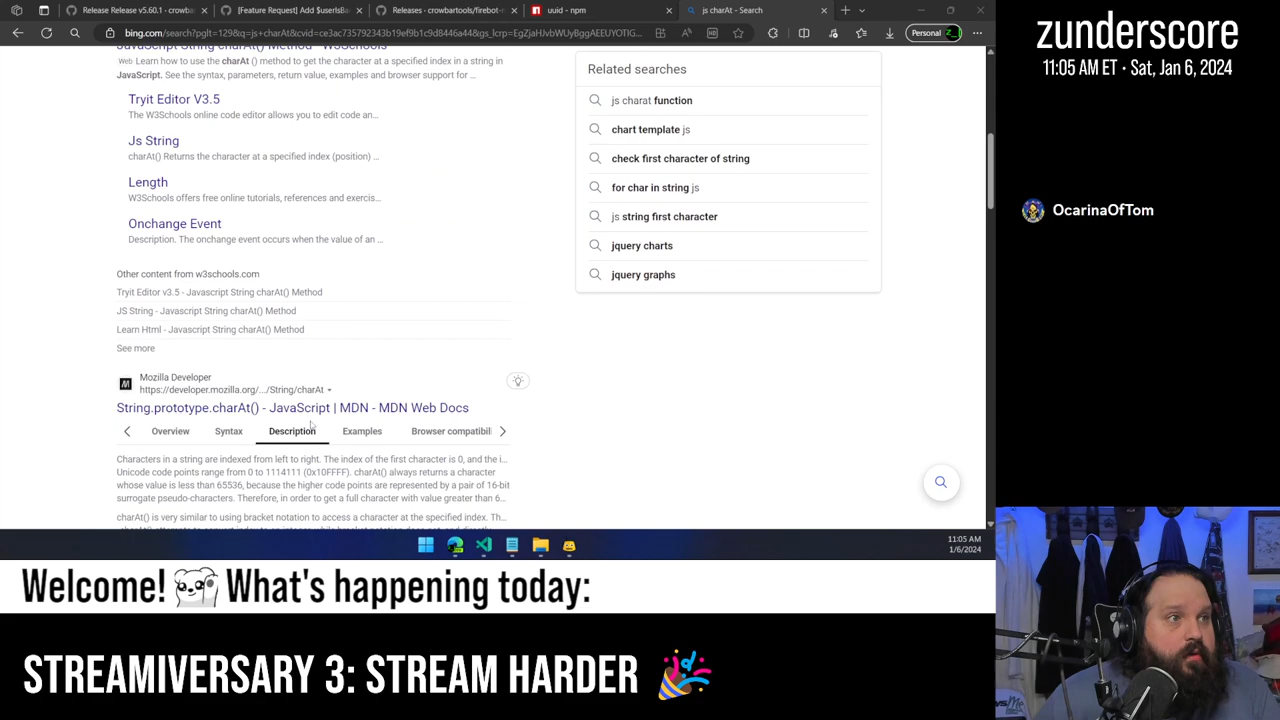 Release Release v5.60.1 · crowba
[Feature Request] Add $userIsBa
Releases · crowbartools/firebot-r
uuid - npm
js charAt - Search
bing.com/search?pglt=129&q=js+charAt&cvid=ce3ac735792343b19ef9b1c9d8446a448&gs_lcrp=EgZjaHJvbWUyBggAEEUYOTIG...
Personal
JavaScript String charAt() Method - W3Schools
Web Learn how to use the charAt () method to get the character at a specified index in a string in
JavaScript. See the syntax, parameters, return value, examples and browser support for ...
Tryit Editor V3.5
The W3Schools online code editor allows you to edit code an...
Js String
charAt() Returns the character at a specified index (position) ...
Length
W3Schools offers free online tutorials, references and exercis...
Onchange Event
Description. The onchange event occurs when the value of an ...
Other content from w3schools.com
Tryit Editor v3.5 - Javascript String charAt() Method
JS String - Javascript String charAt() Method
Learn Html - Javascript String charAt() Method
See more
Mozilla Developer
https://developer.mozilla.org/.../String/charAt
String.prototype.charAt() - JavaScript | MDN - MDN Web Docs
Overview
Syntax
Description
Examples
Browser compatibil
Characters in a string are indexed from left to right. The index of the first character is 0, and the i...
Unicode code points range from 0 to 1114111 (0x10FFFF). charAt() always returns a character
whose value is less than 65536, because the higher code points are represented by a pair of 16-bit
surrogate pseudo-characters. Therefore, in order to get a full character with value greater than 6...
charAt() is very similar to using bracket notation to access a character at the specified index. Th...
Related searches
js charat function
chart template js
check first character of string
for char in string js
js string first character
jquery charts
jquery graphs
11:05 AM
1/6/2024
zunderscore
11:05 AM ET · Sat, Jan 6, 2024
OcarinaOfTom
Welcome! What's happening today:
STREAMIVERSARY 3: STREAM HARDER